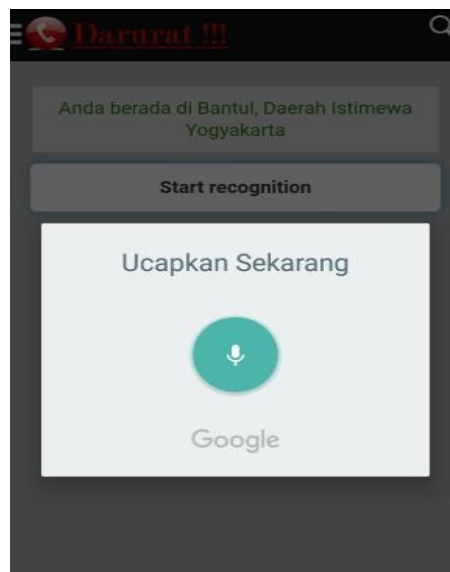 Darurat !!!
Anda berada di Bantul, Daerah Istimewa
Yogyakarta
Start recognition
Ucapkan Sekarang
Google